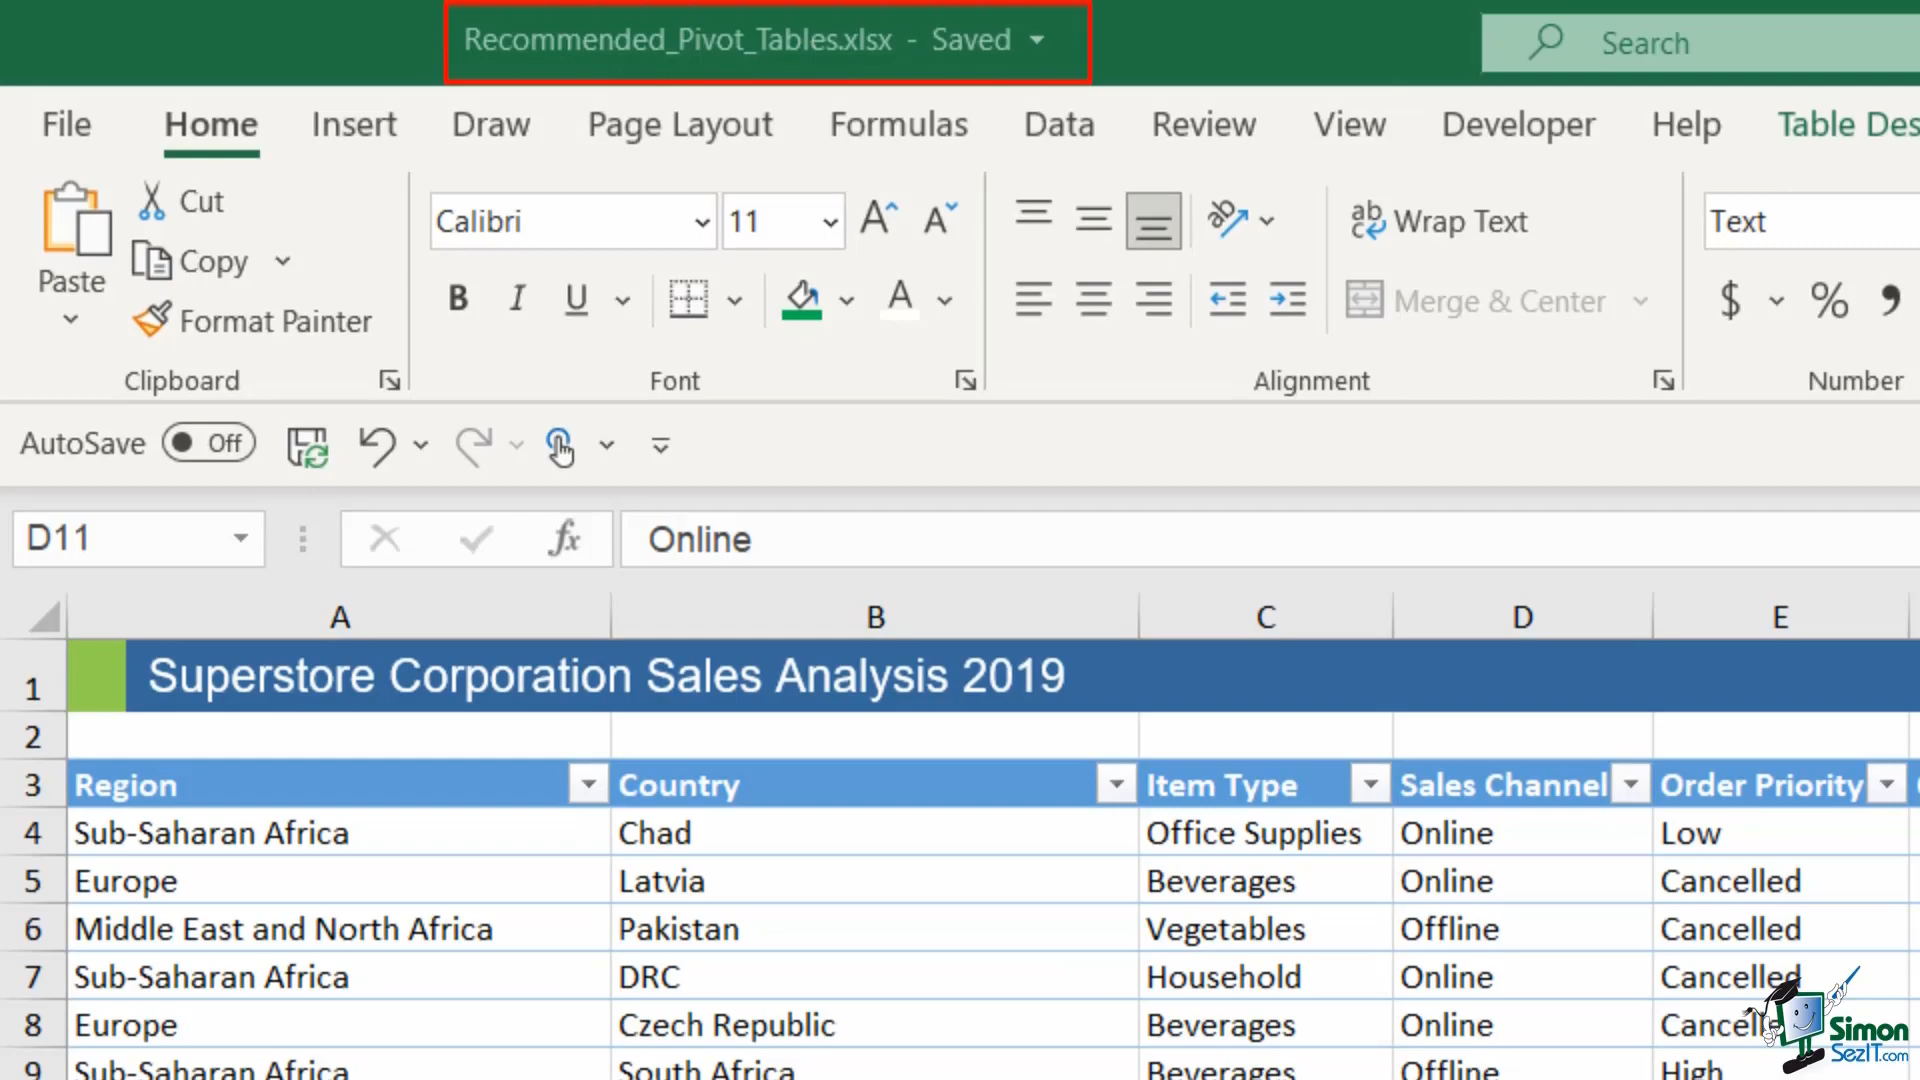 Recommended_Pivot_Tables.xlsx - Saved
Search
File Home Insert Draw Page Layout Formulas Data Review View Developer Help Table Des
Cut
Calibri 11 A A ab Wrap Text Text
Copy
Paste
B I U A Merge & Center $ % ,
Format Painter
Clipboard Font Alignment Number
AutoSave Off
D11 fx Online
A B C D E
1 Superstore Corporation Sales Analysis 2019
2
3 Region Country Item Type Sales Channel Order Priority
4 Sub-Saharan Africa Chad Office Supplies Online Low
5 Europe Latvia Beverages Online Cancelled
6 Middle East and North Africa Pakistan Vegetables Offline Cancelled
7 Sub-Saharan Africa DRC Household Online Cancelled
8 Europe Czech Republic Beverages Online Cancelle
9 Sub-Saharan Africa South Africa Beverages Offline High
Simon
SezIT.com